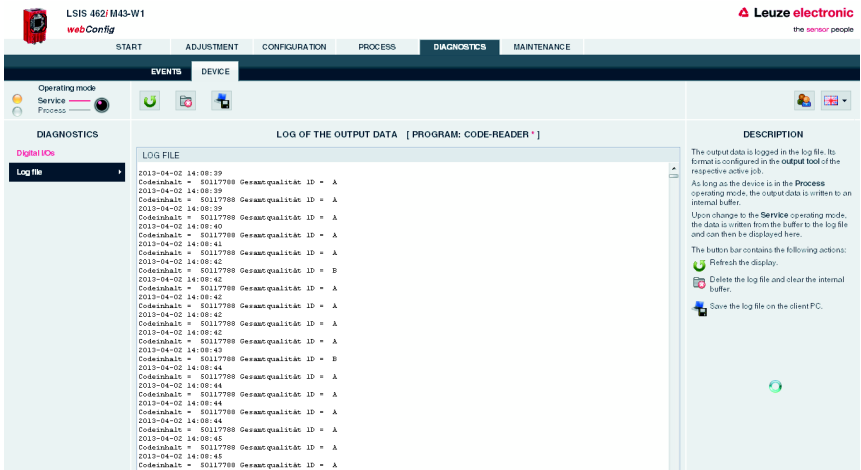 LSIS 462i M43-W1
webConfig
Leuze electronic
the sensor people
START ADJUSTMENT CONFIGURATION PROCESS DIAGNOSTICS MAINTENANCE
EVENTS DEVICE
Operating mode
Service
Process
DIAGNOSTICS
Digital I/Os
Log file
LOG OF THE OUTPUT DATA [ PROGRAM: CODE-READER * ]
LOG FILE
2013-04-02 14:08:39
Codeinhalt = 50117788 Gesamtqualität 1D = A
2013-04-02 14:08:39
Codeinhalt = 50117788 Gesamtqualität 1D = A
2013-04-02 14:08:39
Codeinhalt = 50117788 Gesamtqualität 1D = A
2013-04-02 14:08:40
Codeinhalt = 50117788 Gesamtqualität 1D = A
2013-04-02 14:08:41
Codeinhalt = 50117788 Gesamtqualität 1D = A
2013-04-02 14:08:42
Codeinhalt = 50117788 Gesamtqualität 1D = B
2013-04-02 14:08:42
Codeinhalt = 50117788 Gesamtqualität 1D = A
2013-04-02 14:08:42
Codeinhalt = 50117788 Gesamtqualität 1D = A
2013-04-02 14:08:42
Codeinhalt = 50117788 Gesamtqualität 1D = A
2013-04-02 14:08:42
Codeinhalt = 50117788 Gesamtqualität 1D = A
2013-04-02 14:08:43
Codeinhalt = 50117788 Gesamtqualität 1D = B
2013-04-02 14:08:44
Codeinhalt = 50117788 Gesamtqualität 1D = A
2013-04-02 14:08:44
Codeinhalt = 50117788 Gesamtqualität 1D = A
2013-04-02 14:08:44
Codeinhalt = 50117788 Gesamtqualität 1D = A
2013-04-02 14:08:44
Codeinhalt = 50117788 Gesamtqualität 1D = A
2013-04-02 14:08:45
Codeinhalt = 50117788 Gesamtqualität 1D = A
2013-04-02 14:08:45
Codeinhalt = 50117788 Gesamtqualität 1D = A
DESCRIPTION
The output data is logged in the log file. Its
format is configured in the output tool of the
respective active job.
As long as the device is in the Process
operating mode, the output data is written to an
internal buffer.
Upon change to the Service operating mode,
the data is written from the buffer to the log file
and can then be displayed here.
The button bar contains the following actions:
Refresh the display.
Delete the log file and clear the internal
buffer.
Save the log file on the client PC.